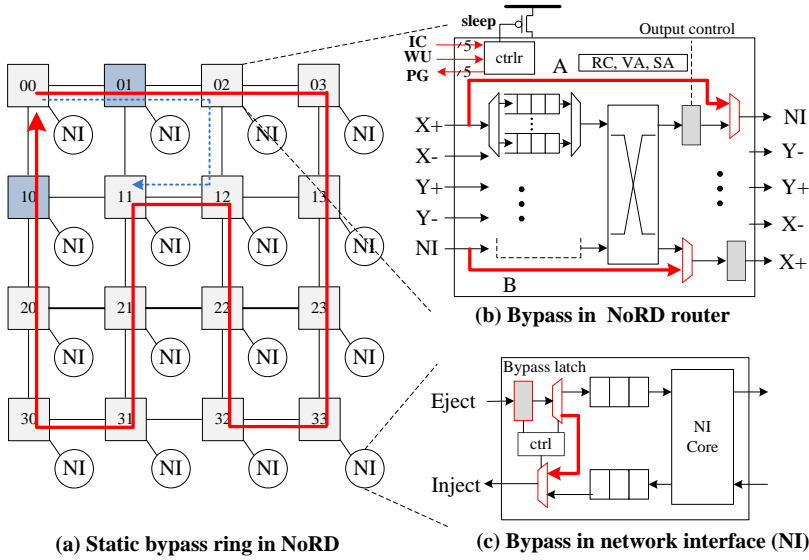 00
01
02
03
NI
NI
NI
NI
10
11
12
13
NI
NI
NI
NI
20
21
22
23
NI
NI
NI
NI
30
31
32
33
NI
NI
NI
NI
(a) Static bypass ring in NoRD
sleep
Output control
IC
5
WU
ctrlr
PG
5
A
RC, VA, SA
X+
NI
X-
Y-
Y+
Y+
Y-
X-
NI
X+
B
(b) Bypass in NoRD router
Bypass latch
Eject
ctrl
NI
Core
Inject
(c) Bypass in network interface (NI)